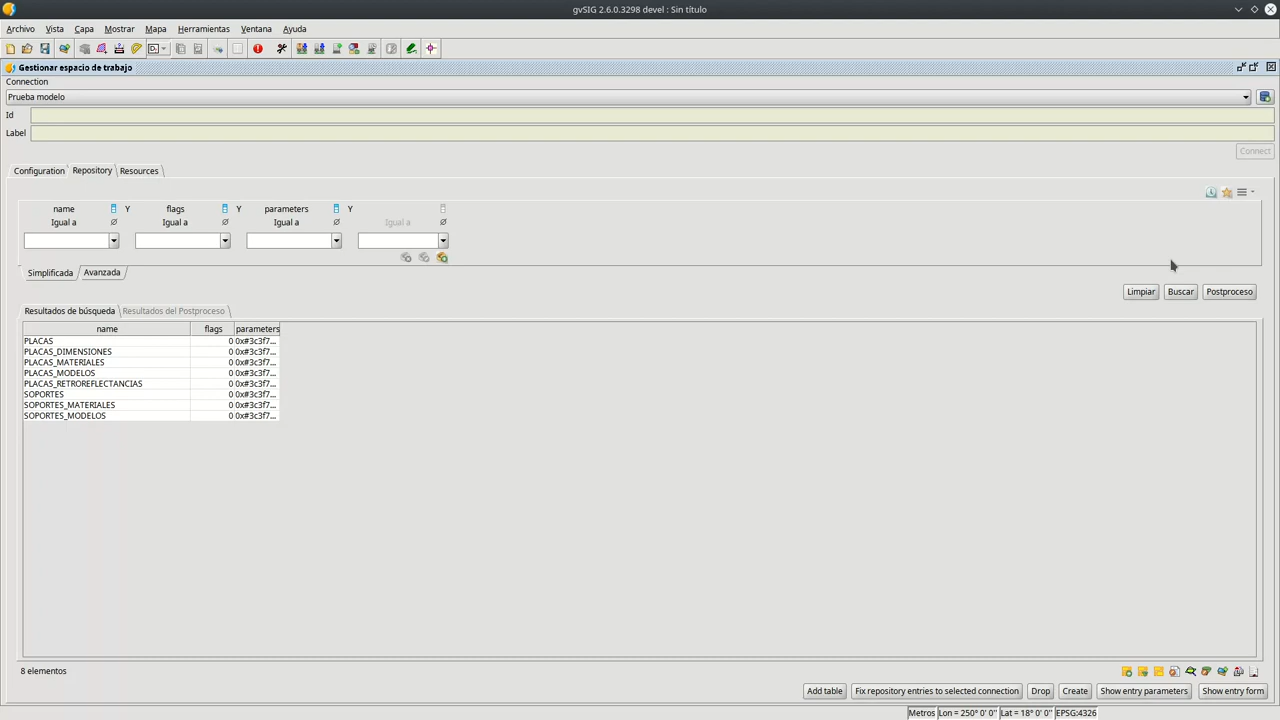 gvSIG 2.6.0.3298 devel : Sin título
Archivo Vista Capa Mostrar Mapa Herramientas Ventana Ayuda
Gestionar espacio de trabajo
Connection
Prueba modelo
Id
Label
Connect
Configuration Repository Resources
name Y flags Y parameters Y
Igual a Igual a Igual a Igual a
Simplificada Avanzada
Limpiar Buscar Postproceso
Resultados de búsqueda Resultados del Postproceso
name flags parameters
PLACAS 0 0x#3c3f7...
PLACAS_DIMENSIONES 0 0x#3c3f7...
PLACAS_MATERIALES 0 0x#3c3f7...
PLACAS_MODELOS 0 0x#3c3f7...
PLACAS_RETROREFLECTANCIAS 0 0x#3c3f7...
SOPORTES 0 0x#3c3f7...
SOPORTES_MATERIALES 0 0x#3c3f7...
SOPORTES_MODELOS 0 0x#3c3f7...
8 elementos
Add table Fix repository entries to selected connection Drop Create Show entry parameters Show entry form
Metros Lon = 250° 0' 0" Lat = 18° 0' 0" EPSG:4326